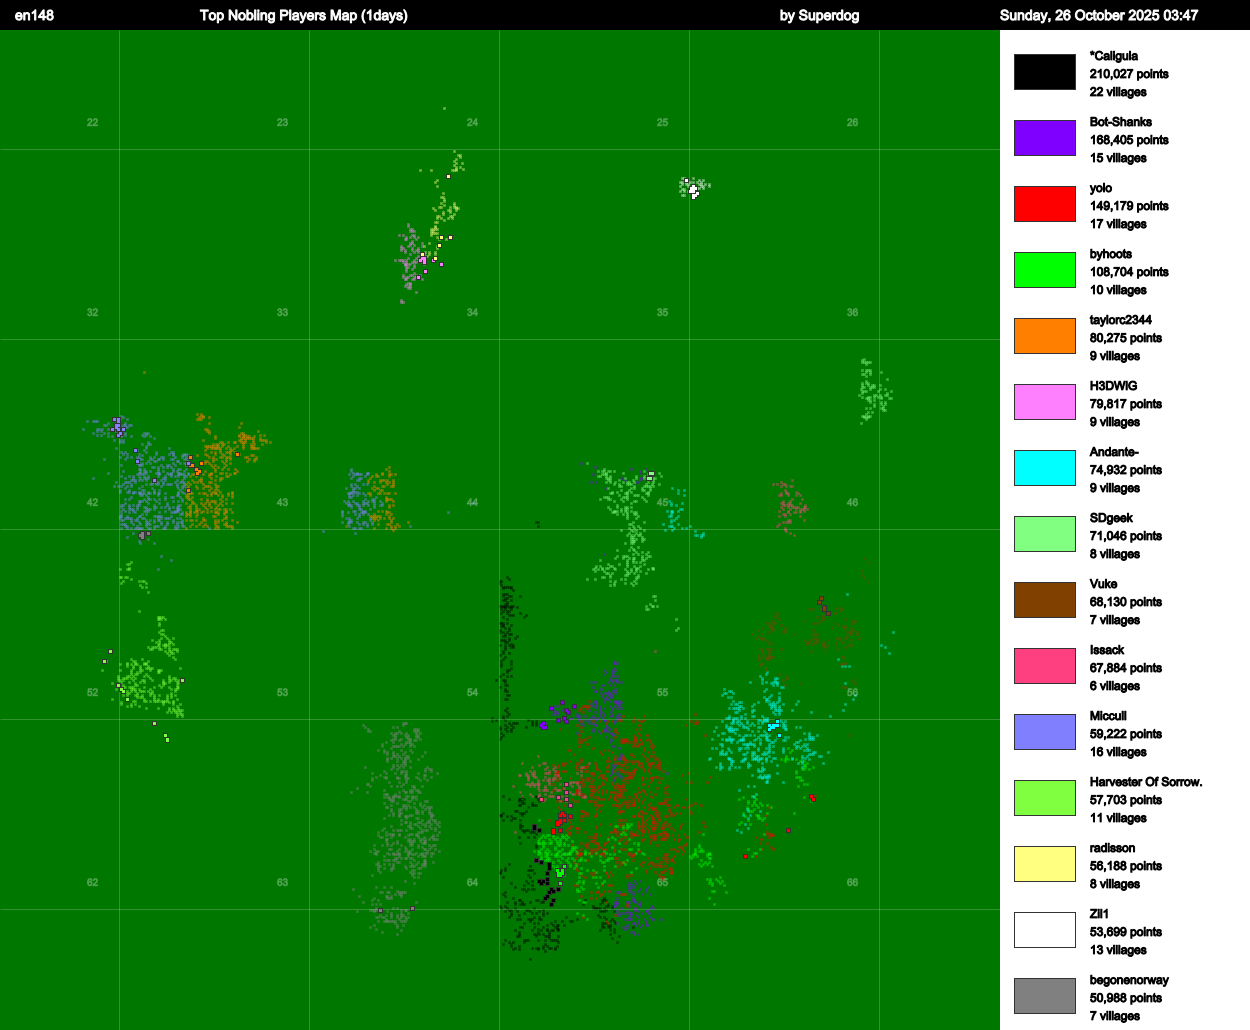 en148 Top Nobling Players Map (1days) by Superdog Sunday, 26 October 2025 03:47
*Caligula
210,027 points
22 villages
Bot-Shanks
168,405 points
15 villages
yolo
149,179 points
17 villages
byhoots
108,704 points
10 villages
taylorc2344
80,275 points
9 villages
H3DWIG
79,817 points
9 villages
Andante-
74,932 points
9 villages
SDgeek
71,046 points
8 villages
Vuke
68,130 points
7 villages
Issack
67,884 points
6 villages
Miccull
59,222 points
16 villages
Harvester Of Sorrow.
57,703 points
11 villages
radisson
56,188 points
8 villages
Zil1
53,699 points
13 villages
begonenorway
50,988 points
7 villages
22 23 24 25 26
32 33 34 35 36
42 43 44 45 46
52 53 54 55 56
62 63 64 65 66